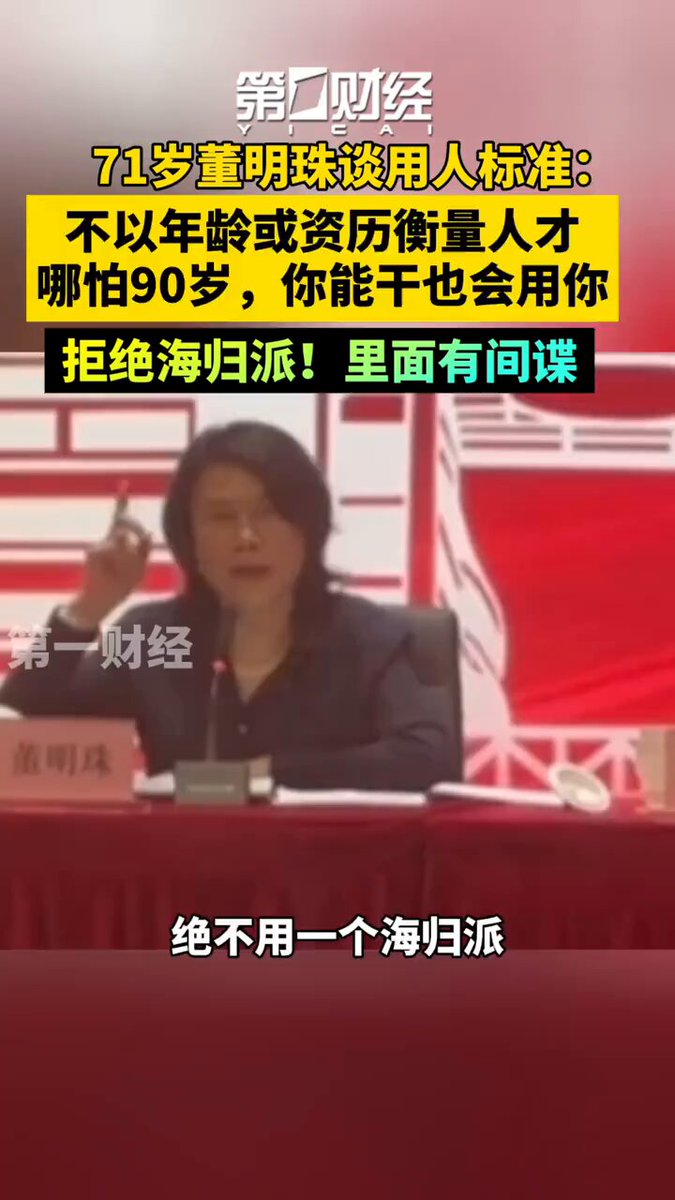 第一财经
YICAI
71岁董明珠谈用人标准：
不以年龄或资历衡量人才
哪怕90岁，你能干也会用你
拒绝海归派！里面有间谍
第一财经
董明珠
绝不用一个海归派